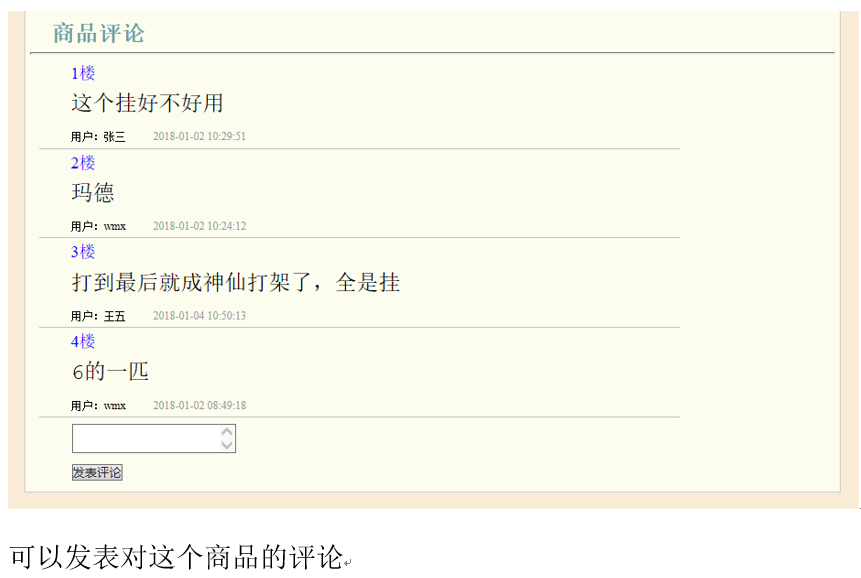 商品评论
1楼
这个挂好不好用
用户：张三 2018-01-02 10:29:51
2楼
玛德
用户：wmx 2018-01-02 10:24:12
3楼
打到最后就成神仙打架了，全是挂
用户：王五 2018-01-04 10:50:13
4楼
6的一匹
用户：wmx 2018-01-02 08:49:18
发表评论
可以发表对这个商品的评论